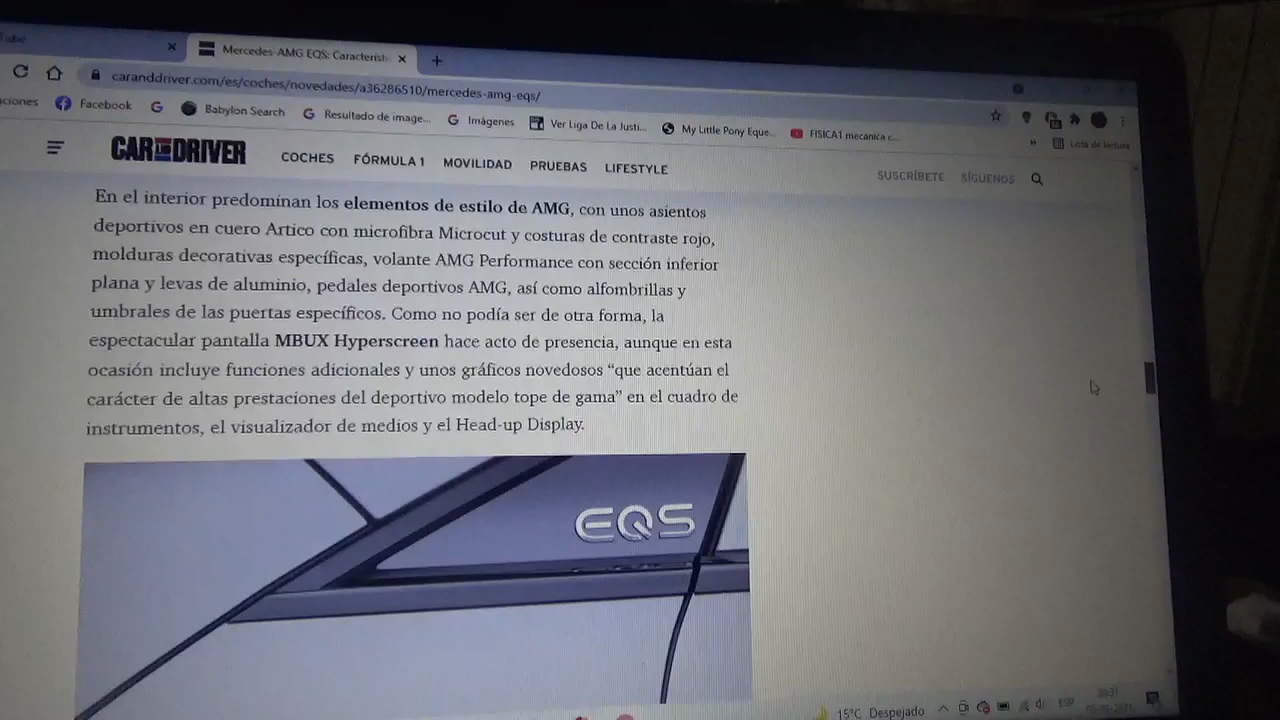 Mercedes-AMG EQS: Caracteristi
caranddriver.com/es/coches/novedades/a36286510/mercedes-amg-eqs/
Facebook
Babylon Search
Resultado de image...
Imágenes
Ver Liga De La Justi...
My Little Pony Eque...
FISICA1 mecanica c...
Lista de lectura
CAR AND DRIVER
COCHES FÓRMULA 1 MOVILIDAD PRUEBAS LIFESTYLE
SUSCRÍBETE SÍGUENOS
En el interior predominan los elementos de estilo de AMG, con unos asientos
deportivos en cuero Artico con microfibra Microcut y costuras de contraste rojo,
molduras decorativas específicas, volante AMG Performance con sección inferior
plana y levas de aluminio, pedales deportivos AMG, así como alfombrillas y
umbrales de las puertas específicos. Como no podía ser de otra forma, la
espectacular pantalla MBUX Hyperscreen hace acto de presencia, aunque en esta
ocasión incluye funciones adicionales y unos gráficos novedosos “que acentúan el
carácter de altas prestaciones del deportivo modelo tope de gama” en el cuadro de
instrumentos, el visualizador de medios y el Head-up Display.
EQS
15°C Despejado
ESP